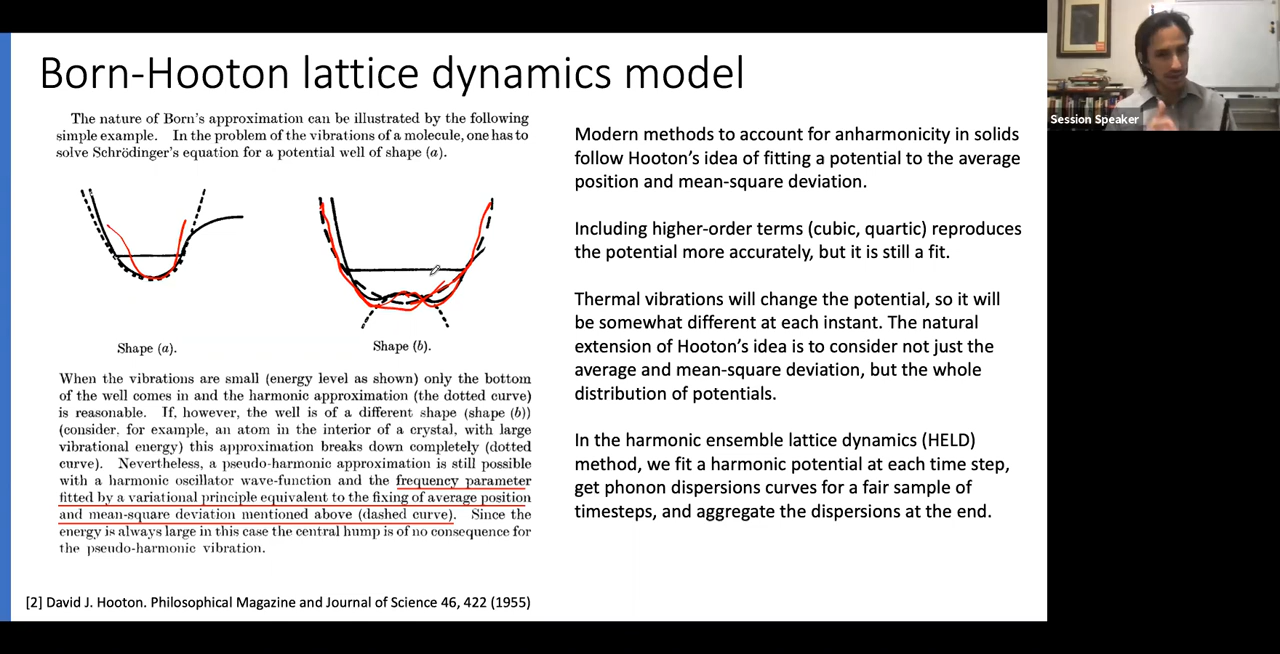 Born-Hooton lattice dynamics model
The nature of Born's approximation can be illustrated by the following
simple example. In the problem of the vibrations of a molecule, one has to
solve Schrödinger's equation for a potential well of shape (a).
Shape (a).
Shape (b).
When the vibrations are small (energy level as shown) only the bottom
of the well comes in and the harmonic approximation (the dotted curve)
is reasonable. If, however, the well is of a different shape (shape (b))
(consider, for example, an atom in the interior of a crystal, with large
vibrational energy) this approximation breaks down completely (dotted
curve). Nevertheless, a pseudo-harmonic approximation is still possible
with a harmonic oscillator wave-function and the frequency parameter
fitted by a variational principle equivalent to the fixing of average position
and mean-square deviation mentioned above (dashed curve). Since the
energy is always large in this case the central hump is of no consequence for
the pseudo-harmonic vibration.
[2] David J. Hooton. Philosophical Magazine and Journal of Science 46, 422 (1955)
Modern methods to account for anharmonicity in solids
follow Hooton's idea of fitting a potential to the average
position and mean-square deviation.
Including higher-order terms (cubic, quartic) reproduces
the potential more accurately, but it is still a fit.
Thermal vibrations will change the potential, so it will
be somewhat different at each instant. The natural
extension of Hooton's idea is to consider not just the
average and mean-square deviation, but the whole
distribution of potentials.
In the harmonic ensemble lattice dynamics (HELD)
method, we fit a harmonic potential at each time step,
get phonon dispersions curves for a fair sample of
timesteps, and aggregate the dispersions at the end.
Session Speaker